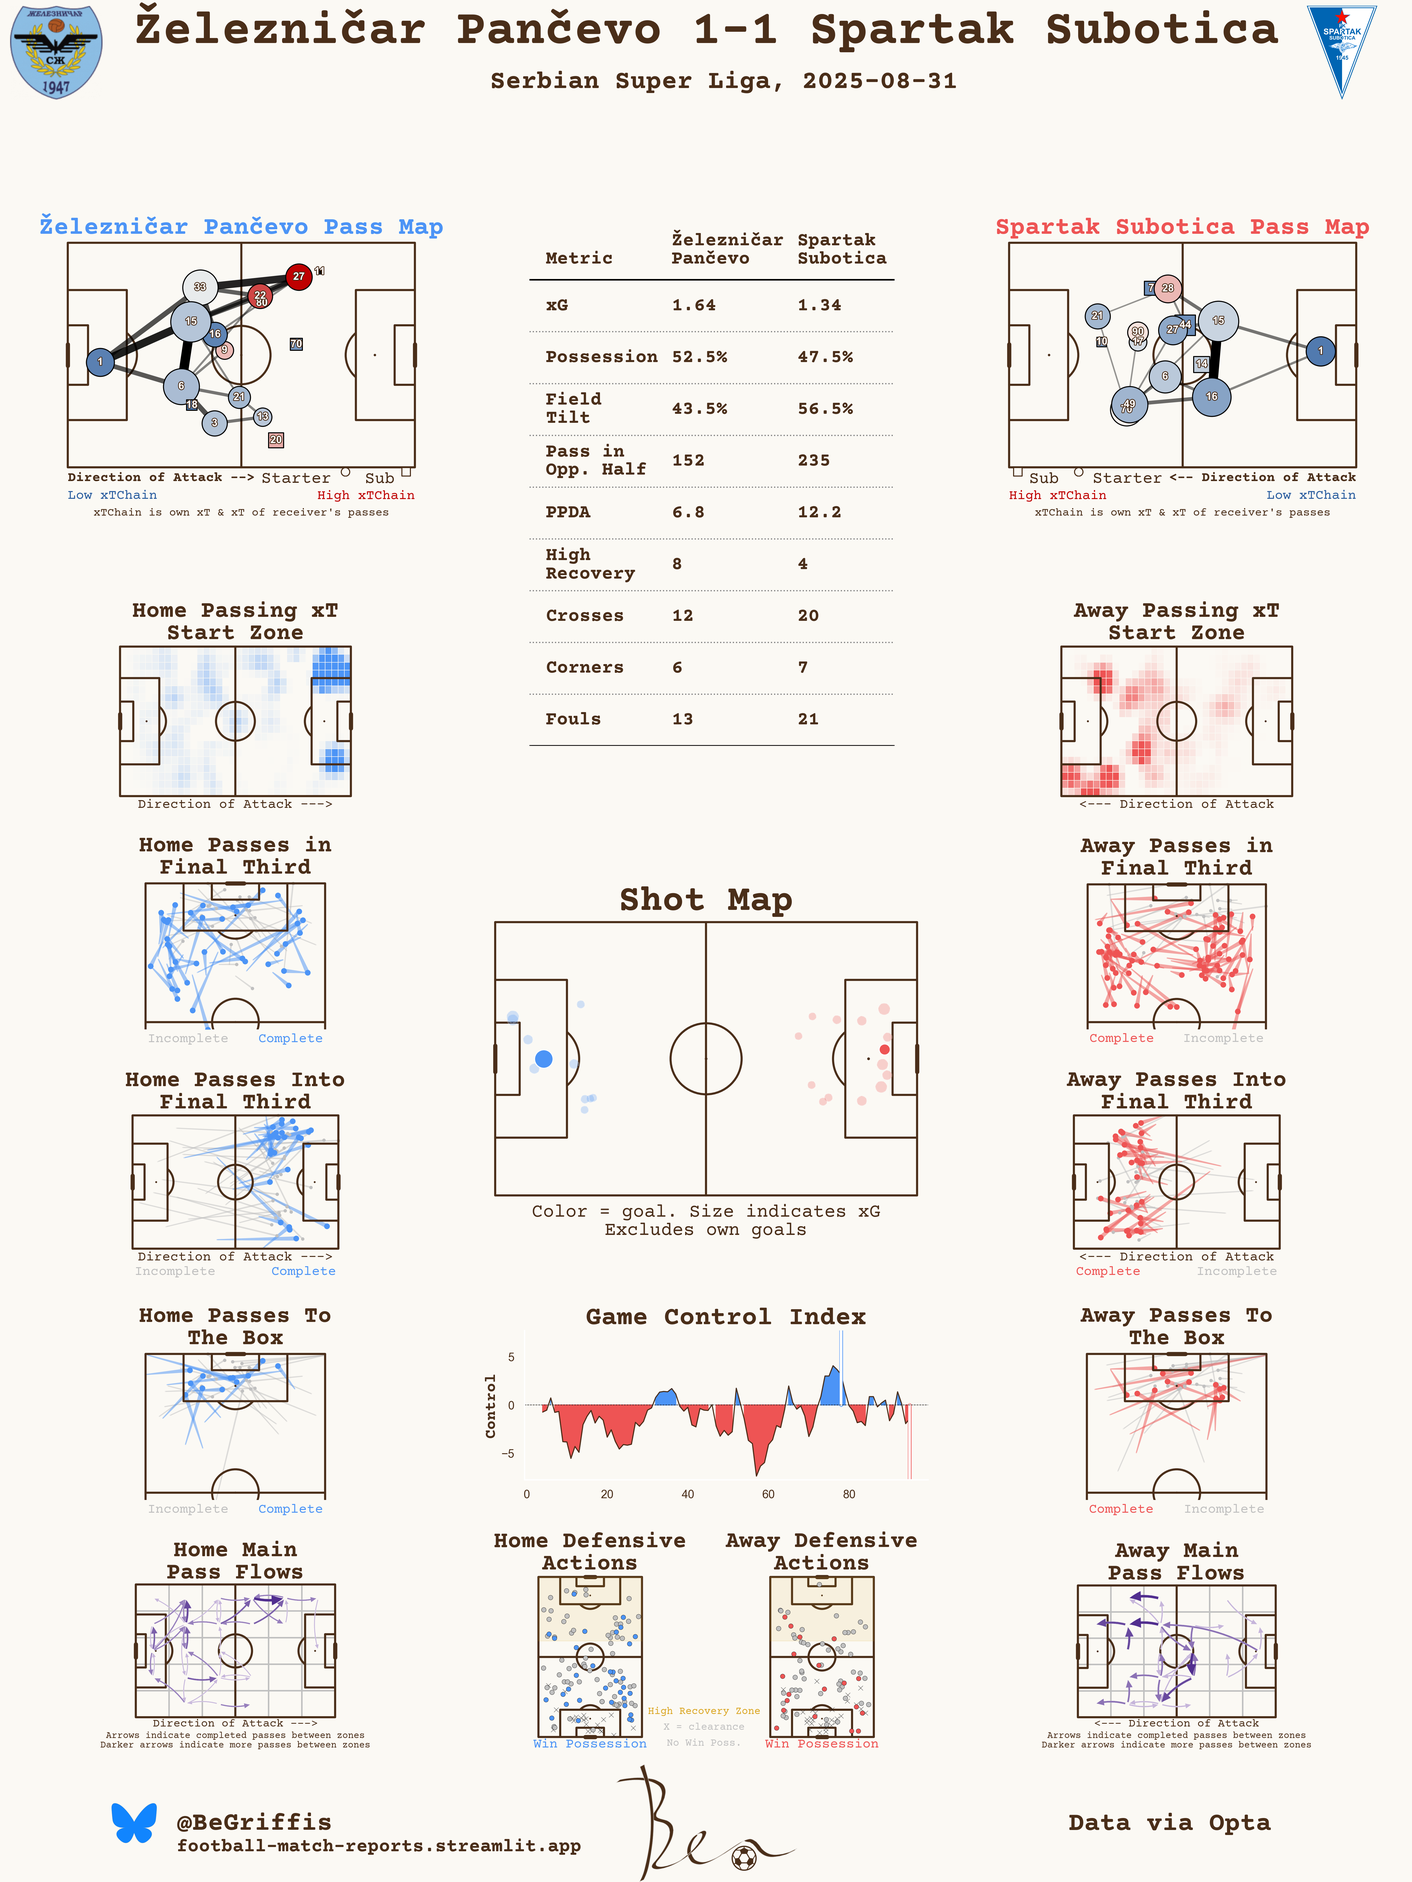 Železničar Pančevo 1-1 Spartak Subotica
Serbian Super Liga, 2025-08-31
ЖЕЛЕЗНИЧАР
СЖ
1947
SPARTAK
SUBOTICA
1945
Železničar Pančevo Pass Map
33
27
11
22
80
15
16
9
70
1
6
21
18
13
3
20
Direction of Attack --> Starter Sub
Low xTChain High xTChain
xTChain is own xT & xT of receiver's passes
Metric Železničar Pančevo Spartak Subotica
xG 1.64 1.34
Possession 52.5% 47.5%
Field Tilt 43.5% 56.5%
Pass in Opp. Half 152 235
PPDA 6.8 12.2
High Recovery 8 4
Crosses 12 20
Corners 6 7
Fouls 13 21
Spartak Subotica Pass Map
7
28
21
90
17
10
27
44
15
1
14
6
49
70
16
Sub Starter <-- Direction of Attack
High xTChain Low xTChain
xTChain is own xT & xT of receiver's passes
Home Passing xT
Start Zone
Direction of Attack --->
Away Passing xT
Start Zone
<--- Direction of Attack
Home Passes in
Final Third
Incomplete Complete
Away Passes in
Final Third
Complete Incomplete
Shot Map
Color = goal. Size indicates xG
Excludes own goals
Home Passes Into
Final Third
Direction of Attack --->
Incomplete Complete
Away Passes Into
Final Third
<--- Direction of Attack
Complete Incomplete
Home Passes To
The Box
Incomplete Complete
Game Control Index
Control
5
0
−5
0 20 40 60 80
Away Passes To
The Box
Complete Incomplete
Home Main
Pass Flows
Direction of Attack --->
Arrows indicate completed passes between zones
Darker arrows indicate more passes between zones
Home Defensive
Actions
Win Possession
Away Defensive
Actions
Win Possession
High Recovery Zone
X = clearance
No Win Poss.
Away Main
Pass Flows
<--- Direction of Attack
Arrows indicate completed passes between zones
Darker arrows indicate more passes between zones
@BeGriffis
football-match-reports.streamlit.app
Ben
Data via Opta